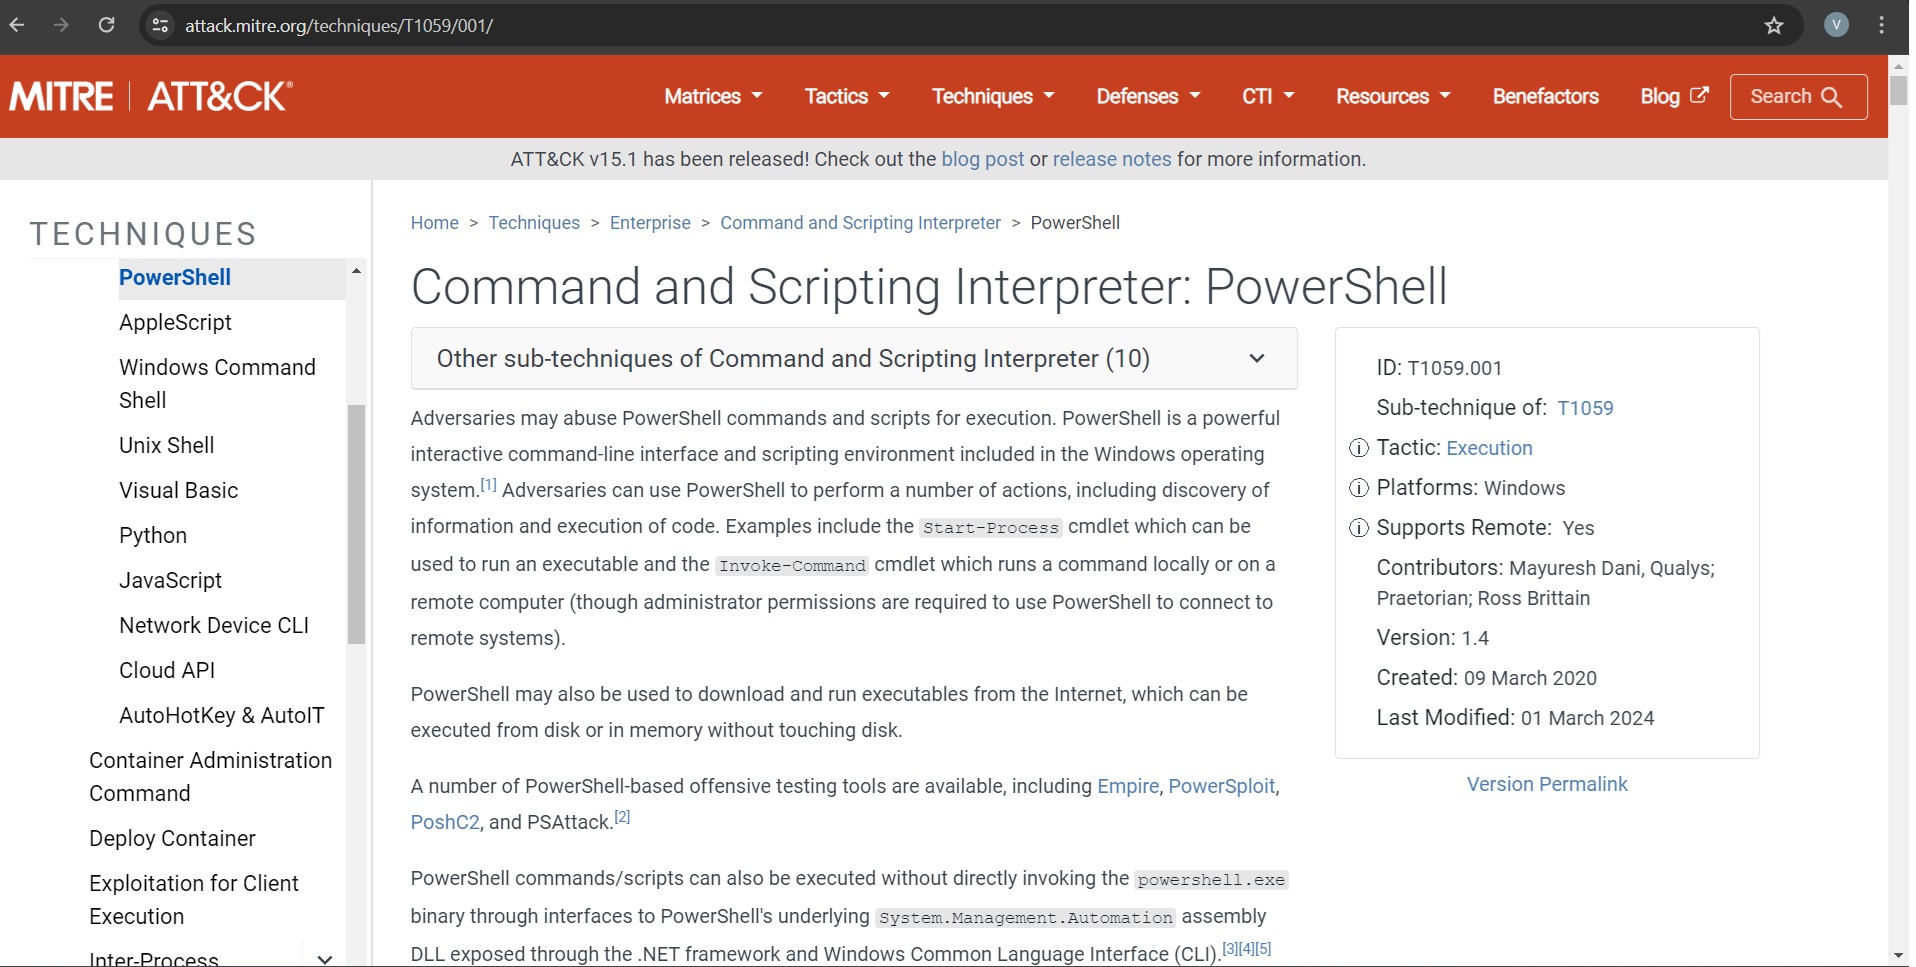 attack.mitre.org/techniques/T1059/001/
V
MITRE | ATT&CK®
Matrices Tactics Techniques Defenses CTI Resources Benefactors Blog Search
ATT&CK v15.1 has been released! Check out the blog post or release notes for more information.
TECHNIQUES
PowerShell
AppleScript
Windows Command
Shell
Unix Shell
Visual Basic
Python
JavaScript
Network Device CLI
Cloud API
AutoHotKey & AutoIT
Container Administration
Command
Deploy Container
Exploitation for Client
Execution
Inter-Process
Home > Techniques > Enterprise > Command and Scripting Interpreter > PowerShell
Command and Scripting Interpreter: PowerShell
Other sub-techniques of Command and Scripting Interpreter (10)
Adversaries may abuse PowerShell commands and scripts for execution. PowerShell is a powerful
interactive command-line interface and scripting environment included in the Windows operating
system.[1] Adversaries can use PowerShell to perform a number of actions, including discovery of
information and execution of code. Examples include the Start-Process cmdlet which can be
used to run an executable and the Invoke-Command cmdlet which runs a command locally or on a
remote computer (though administrator permissions are required to use PowerShell to connect to
remote systems).
PowerShell may also be used to download and run executables from the Internet, which can be
executed from disk or in memory without touching disk.
A number of PowerShell-based offensive testing tools are available, including Empire, PowerSploit,
PoshC2, and PSAttack.[2]
PowerShell commands/scripts can also be executed without directly invoking the powershell.exe
binary through interfaces to PowerShell's underlying System.Management.Automation assembly
DLL exposed through the .NET framework and Windows Common Language Interface (CLI).[3][4][5]
ID: T1059.001
Sub-technique of: T1059
Tactic: Execution
Platforms: Windows
Supports Remote: Yes
Contributors: Mayuresh Dani, Qualys;
Praetorian; Ross Brittain
Version: 1.4
Created: 09 March 2020
Last Modified: 01 March 2024
Version Permalink